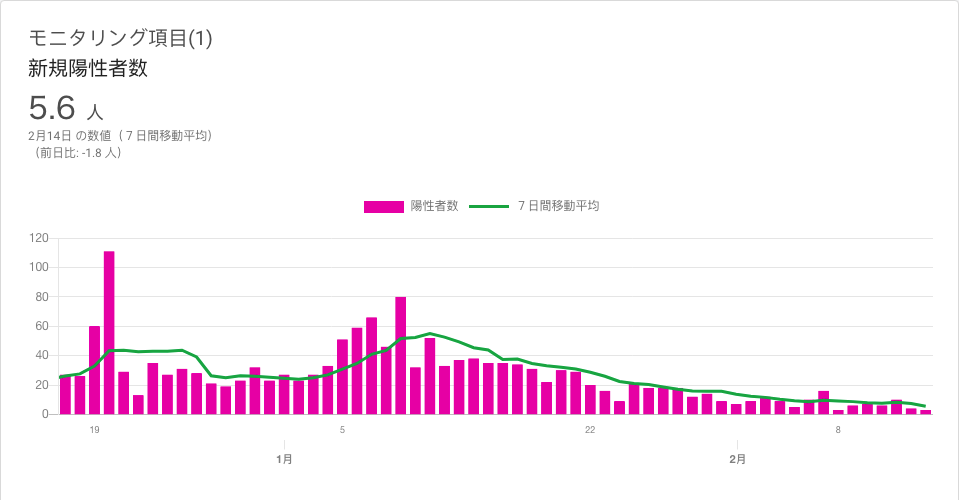 モニタリング項目(1)
新規陽性者数
5.6 人
2月14日 の数値（７日間移動平均）
（前日比: -1.8 人）
陽性者数 ７日間移動平均
120
100
80
60
40
20
0
19 5 22 8
1月 2月